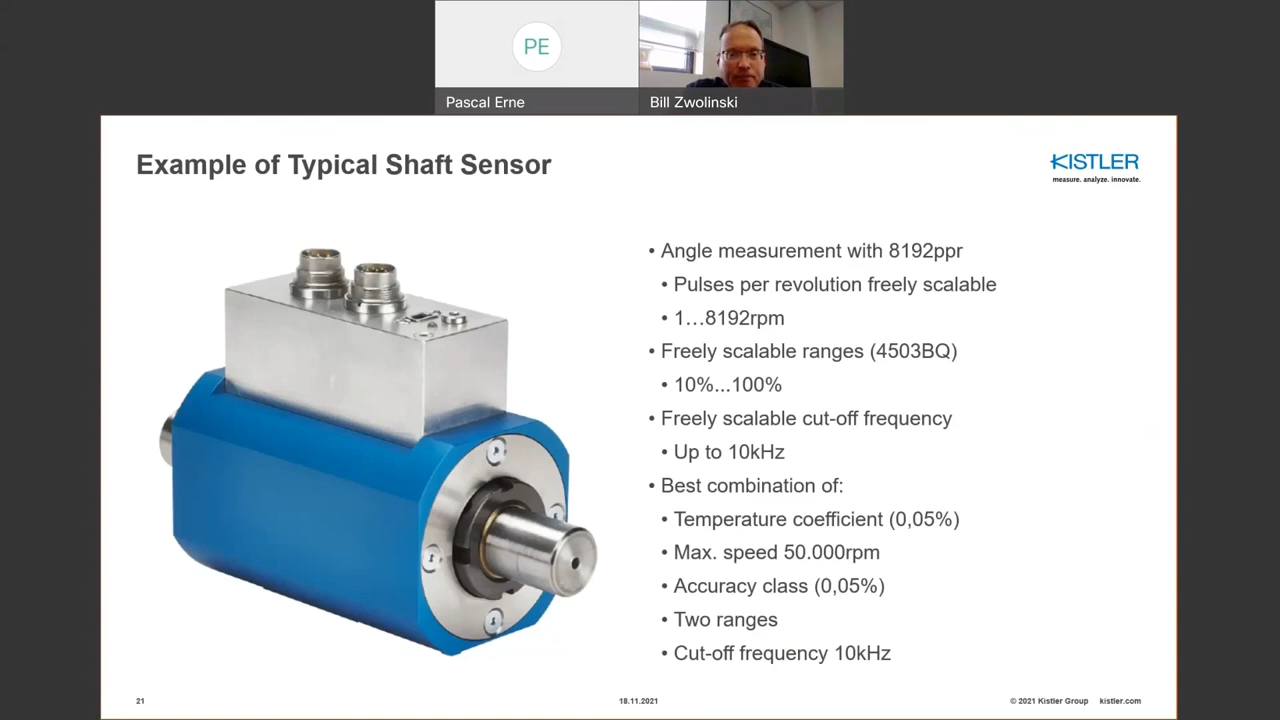 PE
Pascal Erne
Bill Zwolinski
Example of Typical Shaft Sensor
KISTLER
measure. analyze. innovate.
• Angle measurement with 8192ppr
• Pulses per revolution freely scalable
• 1…8192rpm
• Freely scalable ranges (4503BQ)
• 10%...100%
• Freely scalable cut-off frequency
• Up to 10kHz
• Best combination of:
• Temperature coefficient (0,05%)
• Max. speed 50.000rpm
• Accuracy class (0,05%)
• Two ranges
• Cut-off frequency 10kHz
21
18.11.2021
© 2021 Kistler Group kistler.com